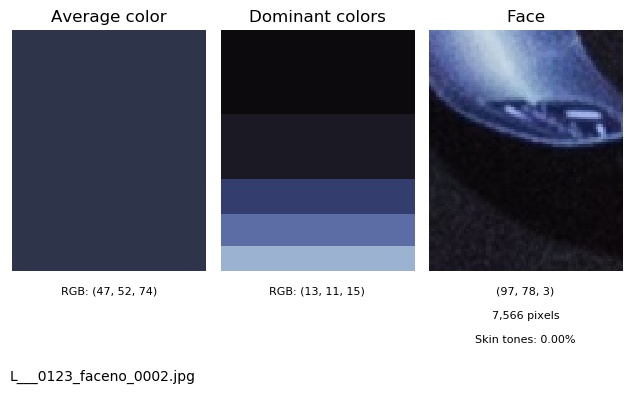 Average color
Dominant colors
Face
RGB: (47, 52, 74)
RGB: (13, 11, 15)
(97, 78, 3)
7,566 pixels
Skin tones: 0.00%
L___0123_faceno_0002.jpg